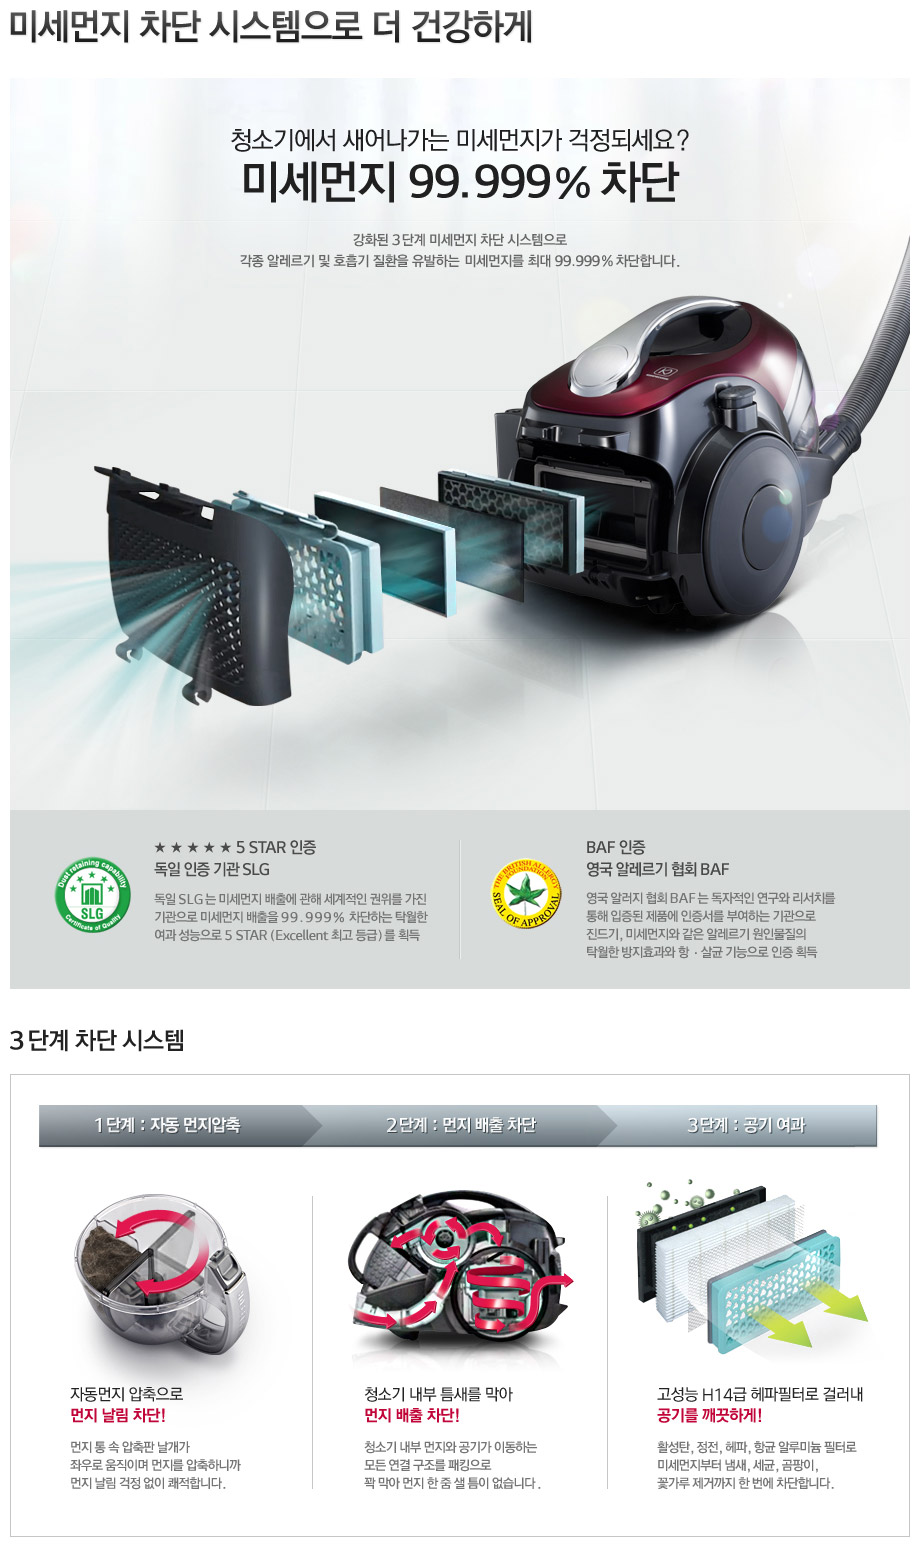 미세먼지 차단 시스템으로 더 건강하게
청소기에서 새어나가는 미세먼지가 걱정되세요?
미세먼지 99.999% 차단
강화된 3단계 미세먼지 차단 시스템으로
각종 알레르기 및 호흡기 질환을 유발하는 미세먼지를 최대 99.999% 차단합니다.
Dust retaining capability
SLG
Certificate of Quality
★ ★ ★ ★ ★ 5 STAR 인증
독일 인증 기관 SLG
독일 SLG 는 미세먼지 배출에 관해 세계적인 권위를 가진
기관으로 미세먼지 배출을 99.999% 차단하는 탁월한
여과 성능으로 5 STAR (Excellent 최고 등급) 를 획득
THE BRITISH ALLERGY
FOUNDATION
SEAL OF APPROVAL
BAF 인증
영국 알레르기 협회 BAF
영국 알러지 협회 BAF 는 독자적인 연구와 리서치를
통해 입증된 제품에 인증서를 부여하는 기관으로
진드기, 미세먼지와 같은 알레르기 원인물질의
탁월한 방지효과와 항 · 살균 기능으로 인증 획득
3단계 차단 시스템
1단계 : 자동 먼지압축
2단계 : 먼지 배출 차단
3단계 : 공기 여과
자동먼지 압축으로
먼지 날림 차단!
먼지 통 속 압축판 날개가
좌우로 움직이며 먼지를 압축하니까
먼지 날림 걱정 없이 쾌적합니다.
청소기 내부 틈새를 막아
먼지 배출 차단!
청소기 내부 먼지와 공기가 이동하는
모든 연결 구조를 패킹으로
꽉 막아 먼지 한 줌 샐 틈이 없습니다.
고성능 H14급 헤파필터로 걸러내
공기를 깨끗하게!
활성탄, 정전, 헤파, 항균 알루미늄 필터로
미세먼지부터 냄새, 세균, 곰팡이,
꽃가루 제거까지 한 번에 차단합니다.